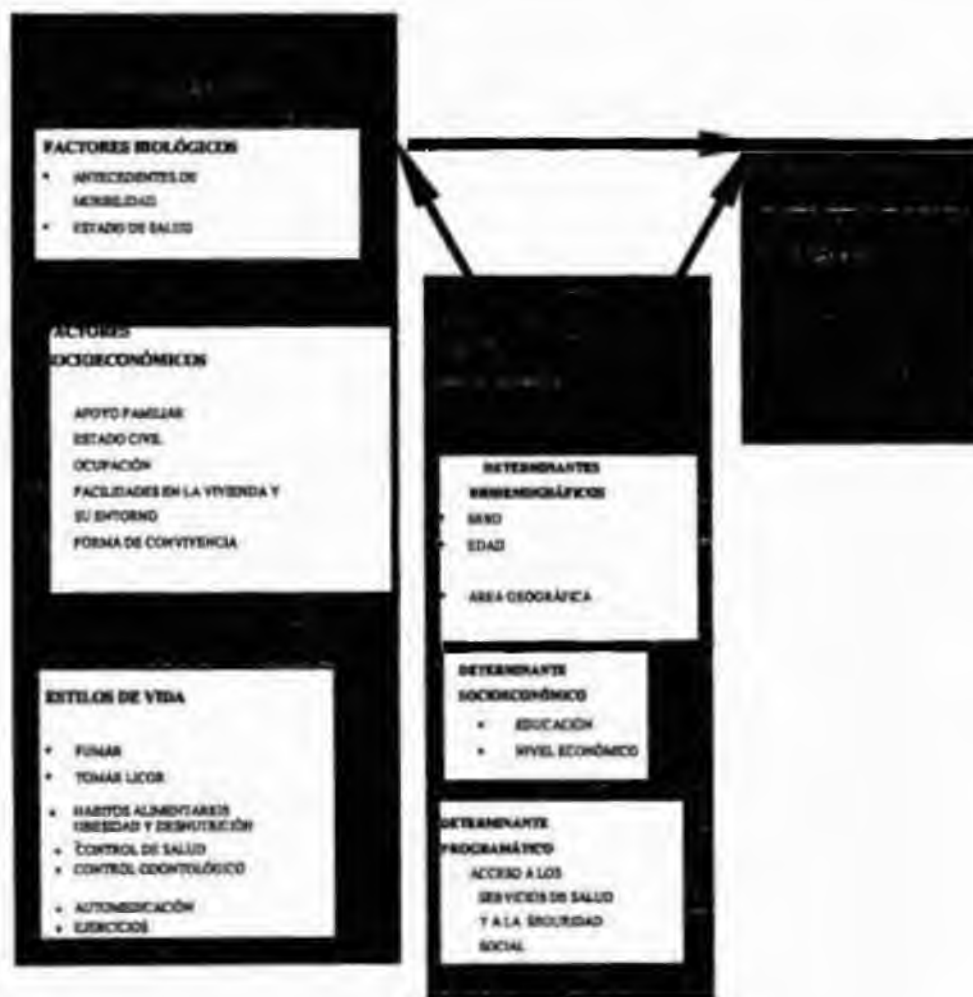 FACTORES BIOLÓGICOS
• ANTECEDENTES DE
MORBILIDAD
• ESTADO DE SALUD
FACTORES
SOCIOECONÓMICOS
APOYO FAMILIAR
ESTADO CIVIL
OCUPACIÓN
FACILIDADES EN LA VIVIENDA Y
SU ENTORNO
FORMA DE CONVIVENCIA
ESTILOS DE VIDA
• FUMAR
• TOMAR LICOR
• HABITOS ALIMENTARIOS
OBESIDAD Y DESNUTRICIÓN
• CONTROL DE SALUD
• CONTROL ODONTOLÓGICO
• AUTOMEDICACIÓN
• EJERCICIOS
DETERMINANTES
• SEXO
• EDAD
• AREA GEOGRÁFICA
DETERMINANTE
SOCIOECONÓMICO
• EDUCACIÓN
• NIVEL ECONÓMICO
DETERMINANTE
PROGRAMÁTICO
ACCESO A LOS
SERVICIOS DE SALUD
Y A LA SEGURIDAD
SOCIAL